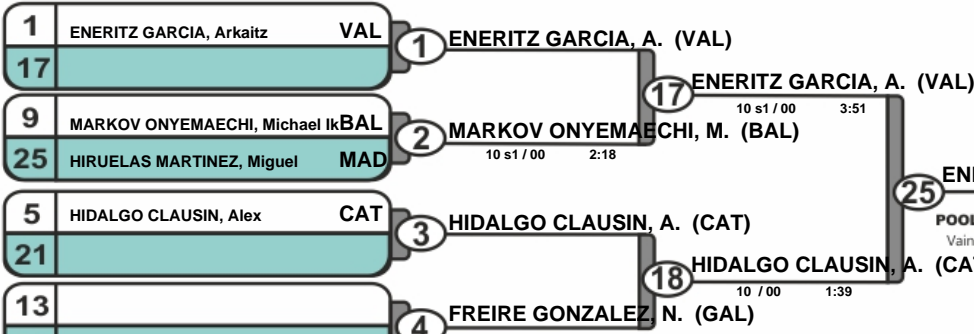 1 ENERITZ GARCIA, Arkaitz VAL
17
1 ENERITZ GARCIA, A. (VAL)
9 MARKOV ONYEMAECHI, Michael Ik BAL
25 HIRUELAS MARTINEZ, Miguel MAD
2 MARKOV ONYEMAECHI, M. (BAL)
10 s1 / 00 2:18
17 ENERITZ GARCIA, A. (VAL)
10 s1 / 00 3:51
5 HIDALGO CLAUSIN, Alex CAT
21
3 HIDALGO CLAUSIN, A. (CAT)
13
4 FREIRE GONZALEZ, N. (GAL)
18 HIDALGO CLAUSIN, A. (CAT
10 / 00 1:39
25
POOL
Vain